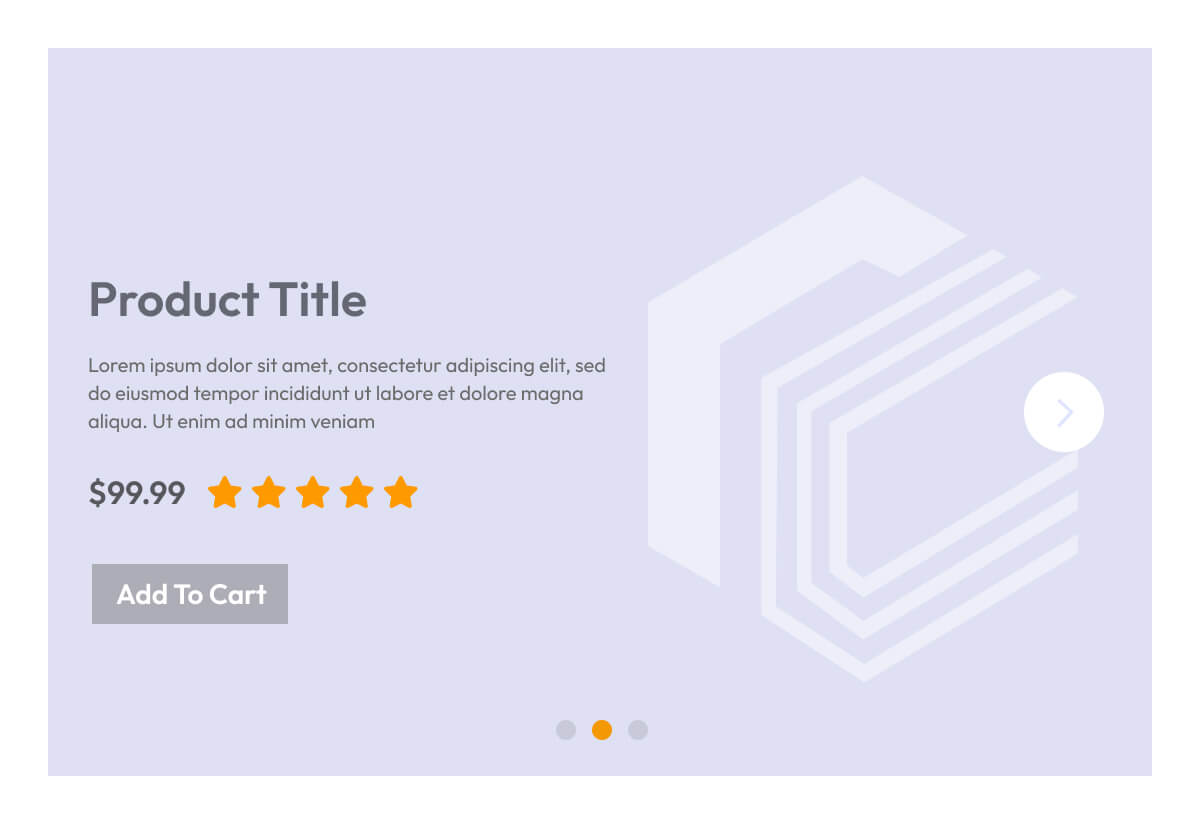 Product Title
Lorem ipsum dolor sit amet, consectetur adipiscing elit, sed
do eiusmod tempor incididunt ut labore et dolore magna
aliqua. Ut enim ad minim veniam
$99.99
Add To Cart